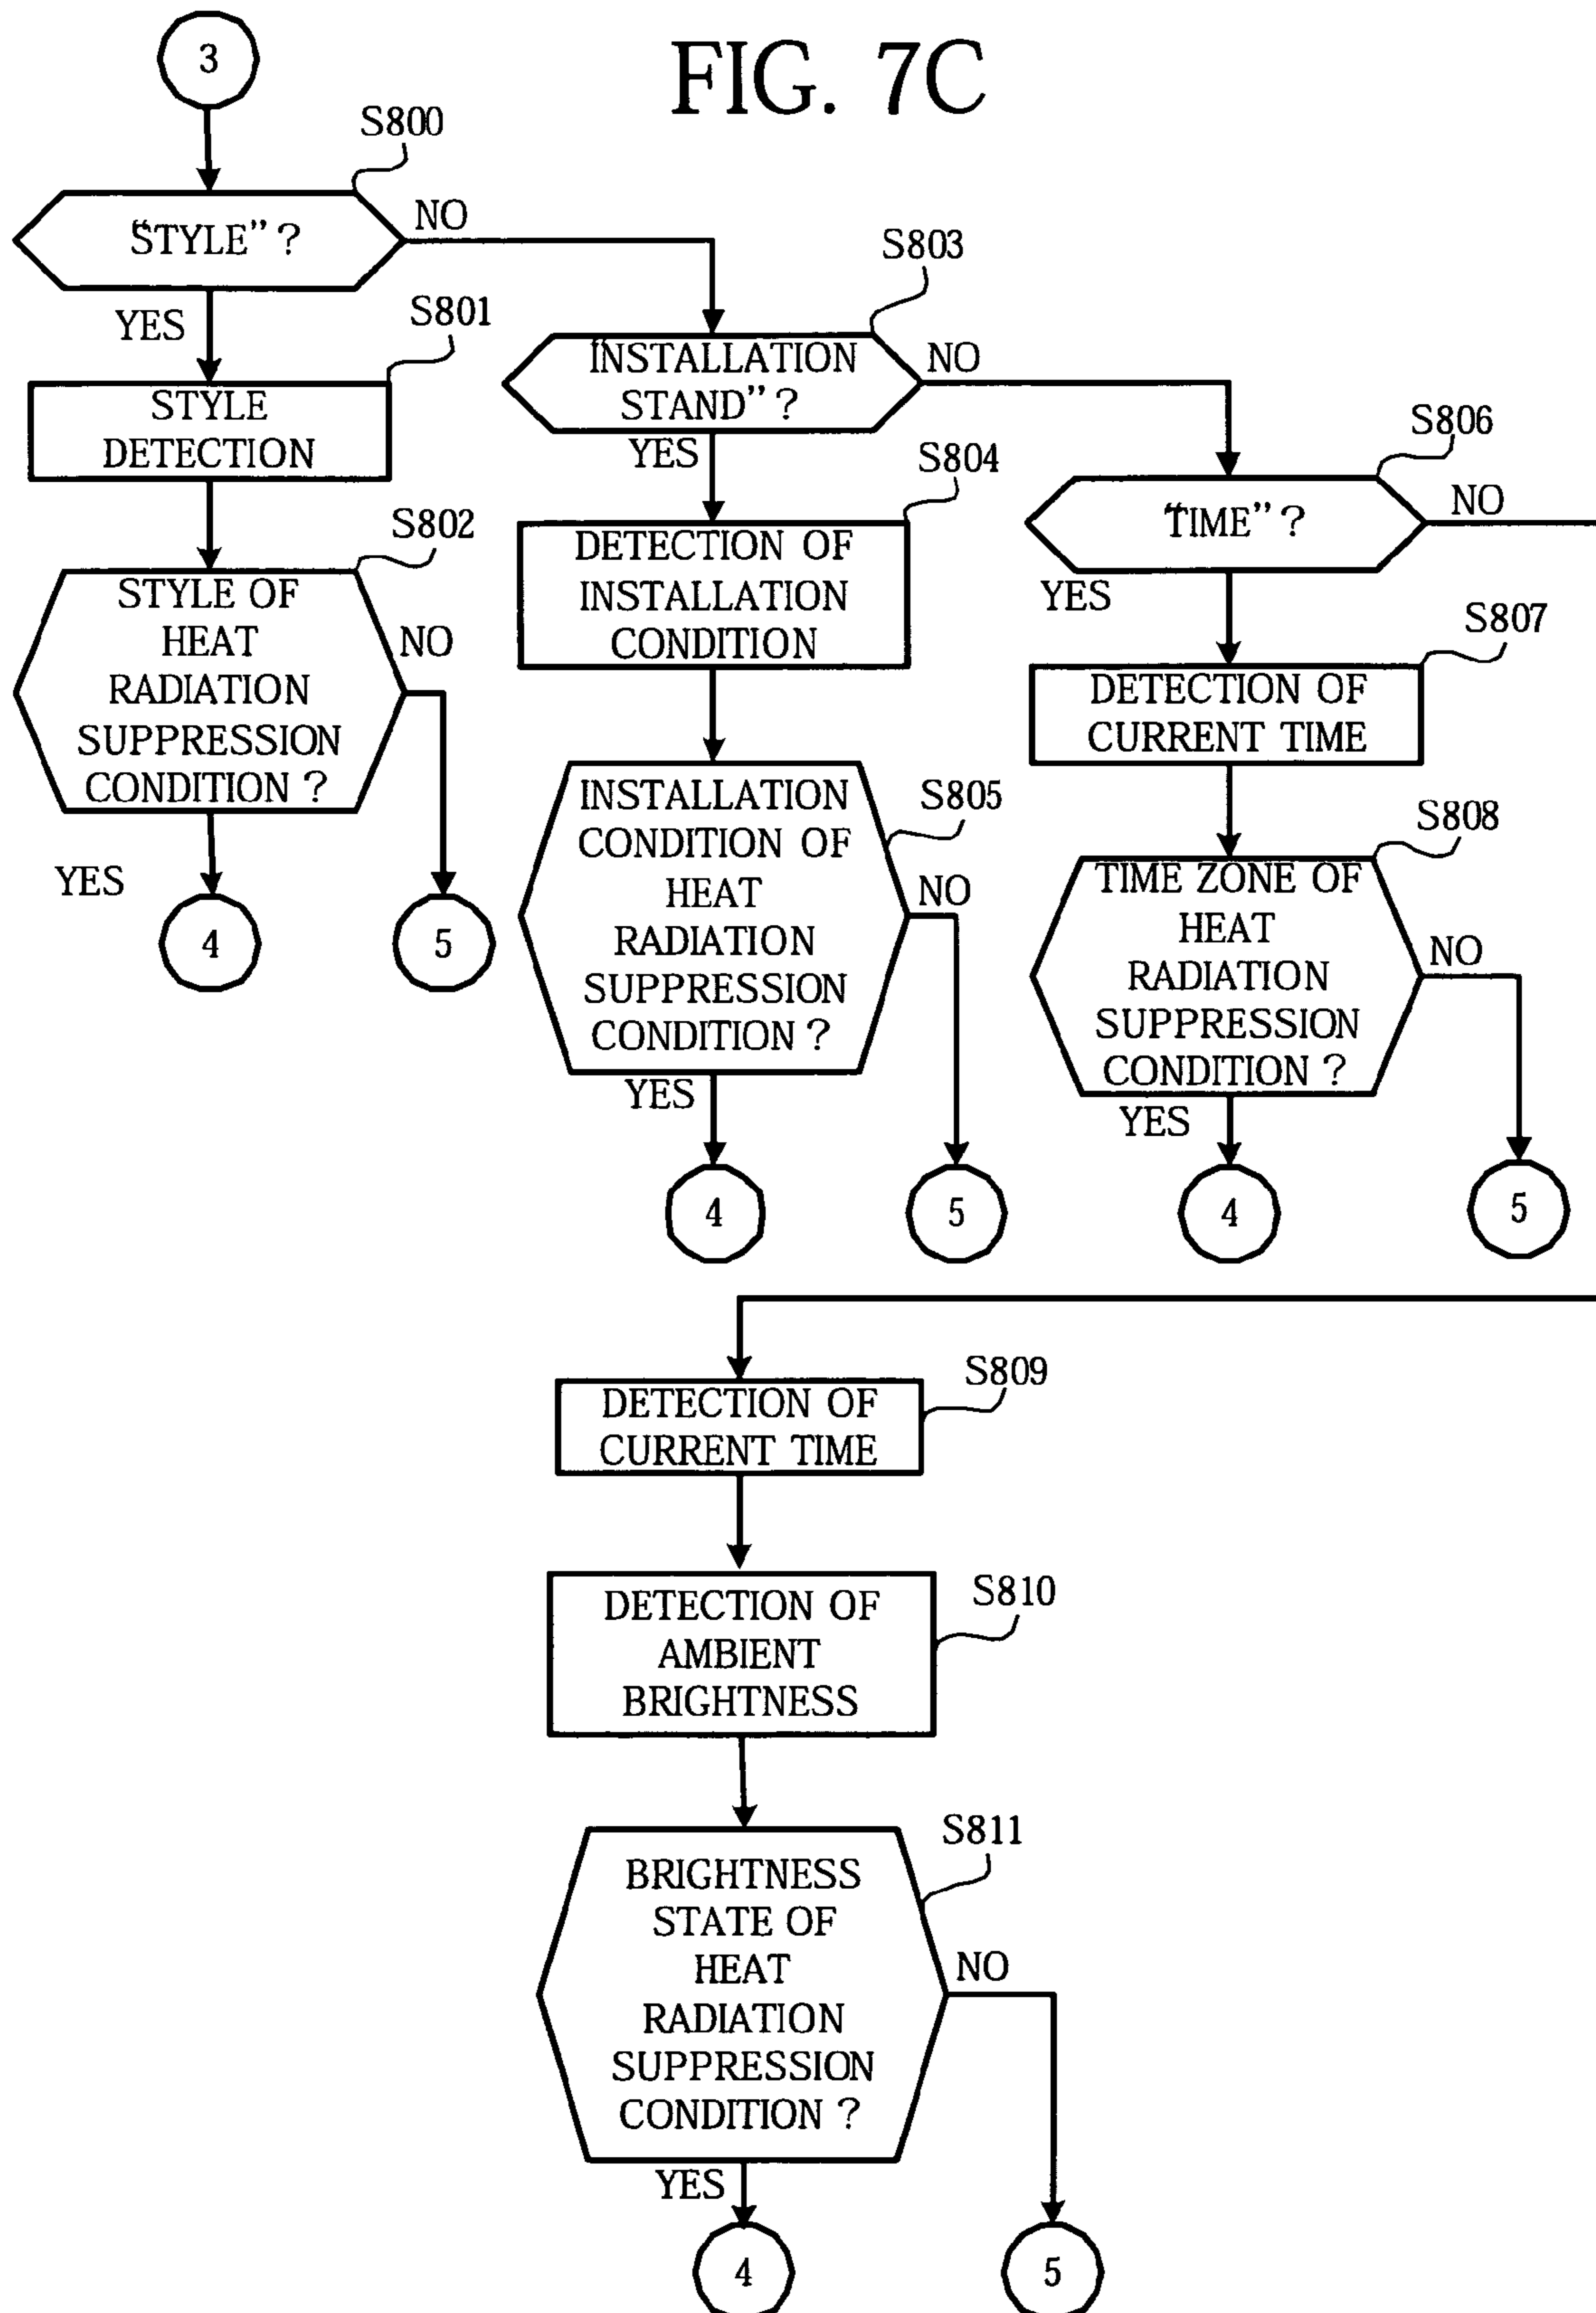 FIG. 7C
3
S800
“STYLE” ?
NO
YES
S801
STYLE
DETECTION
S802
STYLE OF
HEAT
RADIATION
SUPPRESSION
CONDITION ?
NO
YES
4
5
S803
“INSTALLATION
STAND” ?
NO
YES
S804
DETECTION OF
INSTALLATION
CONDITION
S805
INSTALLATION
CONDITION OF
HEAT
RADIATION
SUPPRESSION
CONDITION ?
NO
YES
4
5
S806
“TIME” ?
NO
YES
S807
DETECTION OF
CURRENT TIME
S808
TIME ZONE OF
HEAT
RADIATION
SUPPRESSION
CONDITION ?
NO
YES
4
5
S809
DETECTION OF
CURRENT TIME
S810
DETECTION OF
AMBIENT
BRIGHTNESS
S811
BRIGHTNESS
STATE OF
HEAT
RADIATION
SUPPRESSION
CONDITION ?
NO
YES
4
5